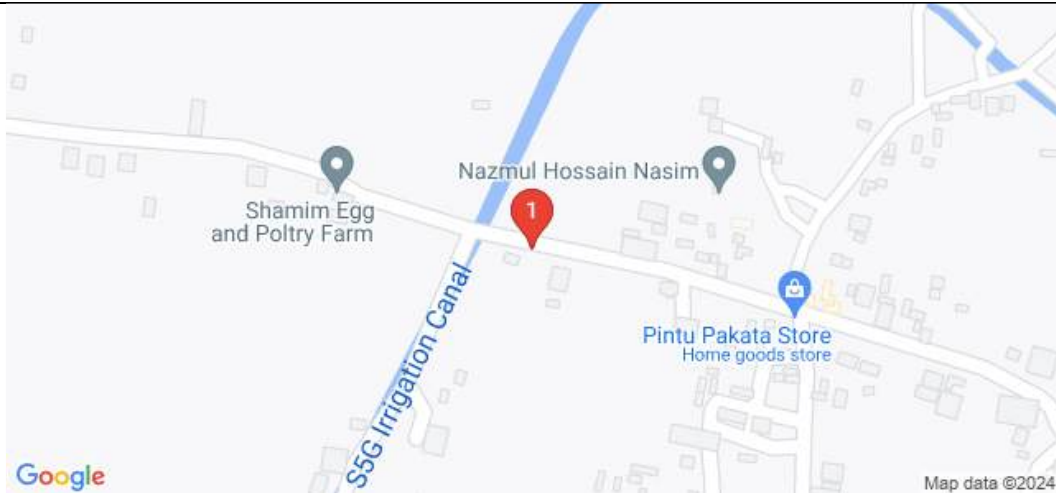 Nazmul Hossain Nasim
1
Shamim Egg
and Poltry Farm
S5G Irrigation Canal
Pintu Pakata Store
Home goods store
Google
Map data ©2024